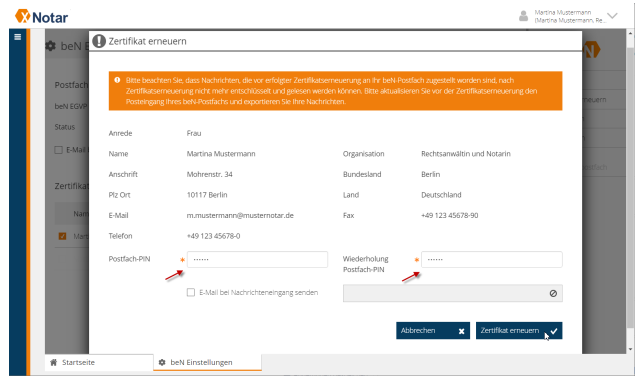 XNotar
Martina Mustermann
(Martina Mustermann, Re...
beN E
Zertifikat erneuern
Bitte beachten Sie, dass Nachrichten, die vor erfolgter Zertifikatserneuerung an Ihr beN-Postfach zugestellt worden sind, nach
Zertifikatserneuerung nicht mehr entschlüsselt und gelesen werden können. Bitte aktualisieren Sie vor der Zertifikatserneuerung den
Posteingang Ihres beN-Postfachs und exportieren Sie Ihre Nachrichten.
Postfach
beN EGVP
neuern
Status
E-Mail
Zertifikat
Nam
Mart
Anrede Frau
Name Martina Mustermann Organisation Rechtsanwältin und Notarin
Anschrift Mohrenstr. 34 Bundesland Berlin
Plz Ort 10117 Berlin Land Deutschland
E-Mail m.mustermann@musternotar.de Fax +49 123 45678-90
Telefon +49 123 45678-0
Postfach-PIN * ······ Wiederholung * ······
Postfach-PIN
E-Mail bei Nachrichteneingang senden
Abbrechen Zertifikat erneuern
Startseite beN Einstellungen